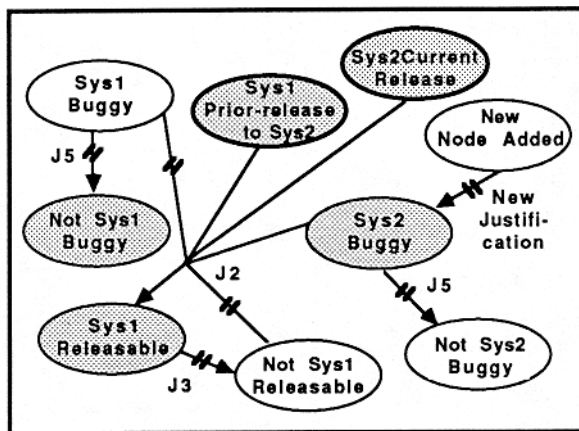 Sys1
Buggy
Sys1
Prior-release
to Sys2
Sys2Current
Release
New
Node Added
J5
Not Sys1
Buggy
Sys2
Buggy
New
Justifi-
cation
J2
J5
Sys1
Releasable
J3
Not Sys1
Releasable
Not Sys2
Buggy